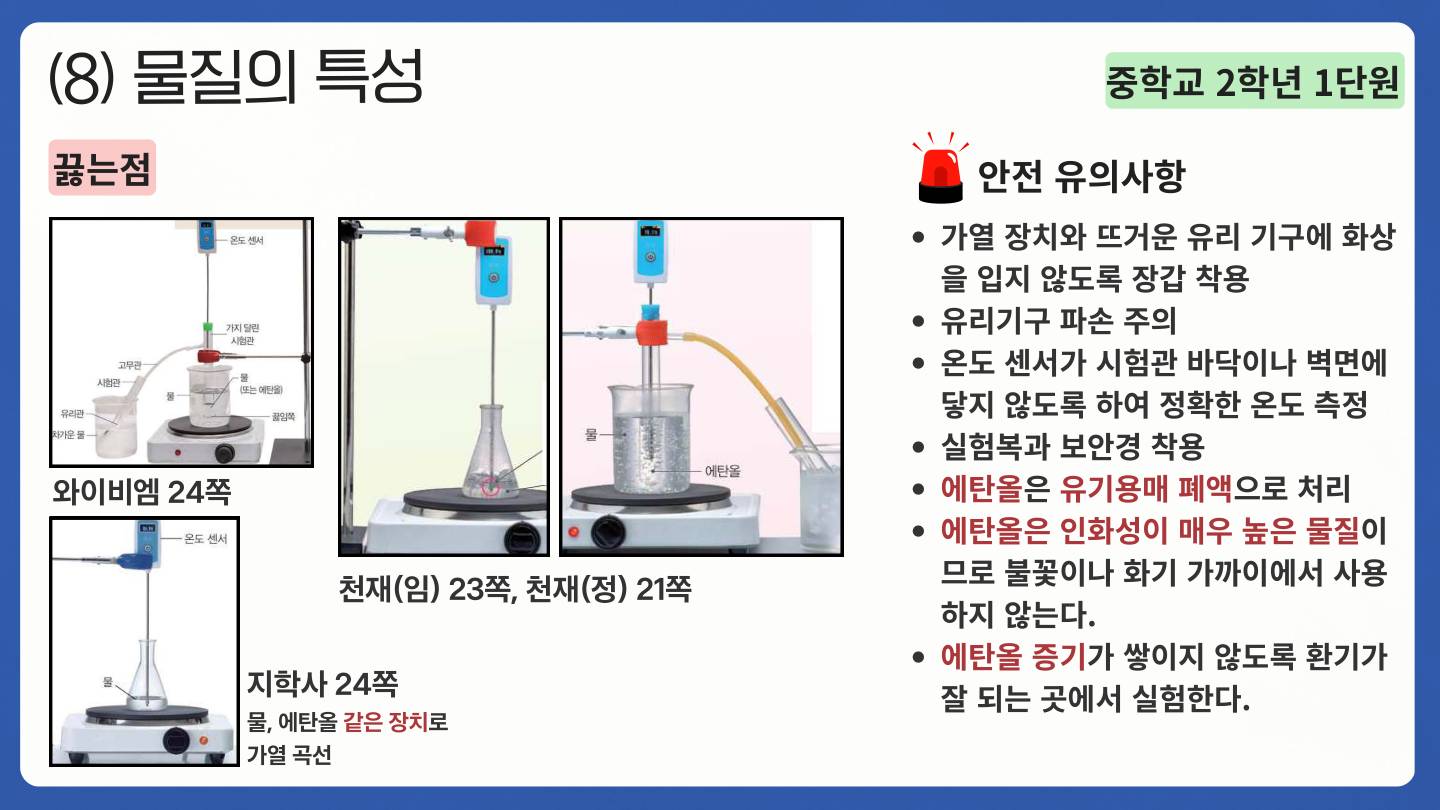 (8) 물질의 특성
중학교 2학년 1단원
끓는점
온도 센서
가지 달린
시험관
고무관
시험관
물
물
(또는 에탄올)
유리관
끓임쪽
차가운 물
와이비엠 24쪽
온도 센서
물
지학사 24쪽
물, 에탄올 같은 장치로
가열 곡선
물
에탄올
천재(임) 23쪽, 천재(정) 21쪽
안전 유의사항
• 가열 장치와 뜨거운 유리 기구에 화상
을 입지 않도록 장갑 착용
• 유리기구 파손 주의
• 온도 센서가 시험관 바닥이나 벽면에
닿지 않도록 하여 정확한 온도 측정
• 실험복과 보안경 착용
• 에탄올은 유기용매 폐액으로 처리
• 에탄올은 인화성이 매우 높은 물질이
므로 불꽃이나 화기 가까이에서 사용
하지 않는다.
• 에탄올 증기가 쌓이지 않도록 환기가
잘 되는 곳에서 실험한다.